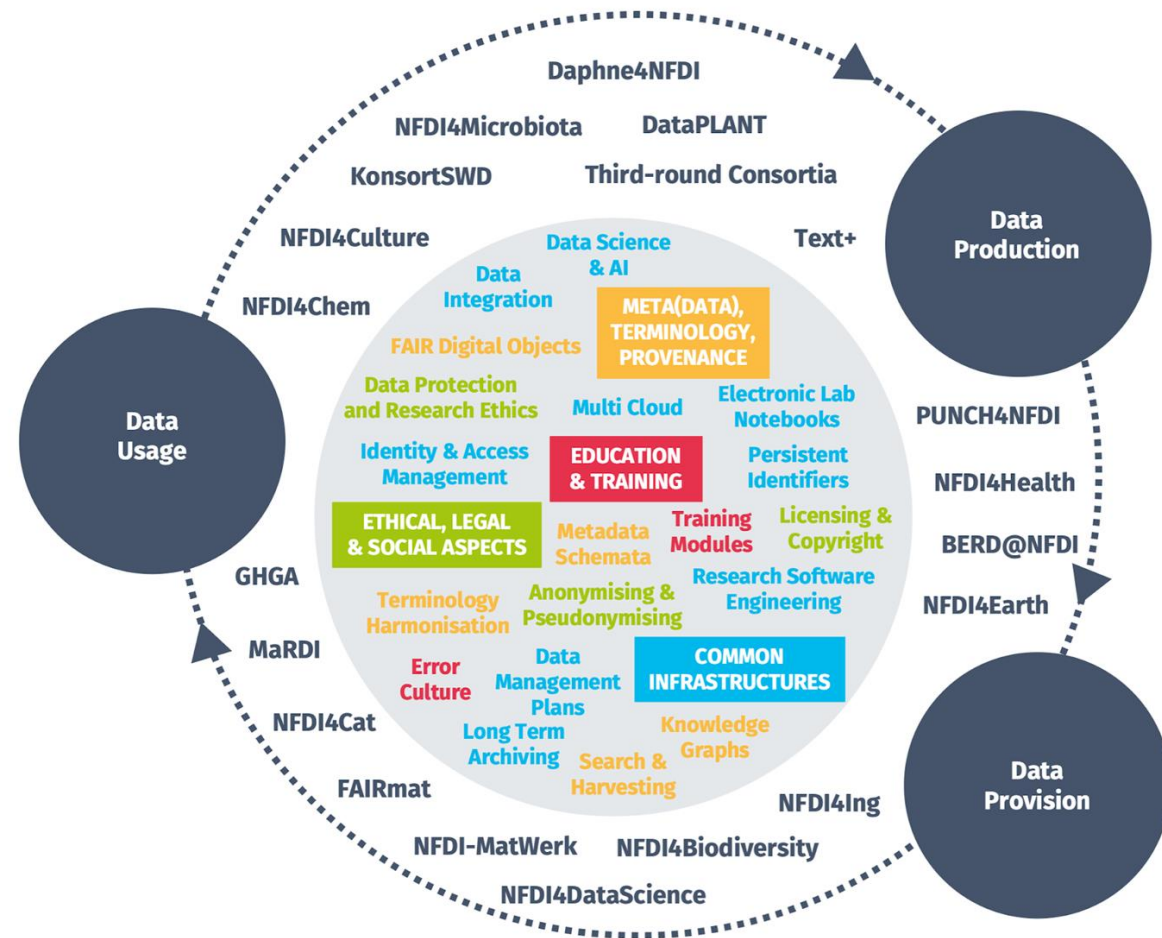 Daphne4NFDI
NFDI4Microbiota
DataPLANT
KonsortSWD
Third-round Consortia
NFDI4Culture
Text+
NFDI4Chem
Data
Production
Data
Usage
Data Science
& AI
Data
Integration
META(DATA),
TERMINOLOGY,
PROVENANCE
FAIR Digital Objects
Data Protection
and Research Ethics
Multi Cloud
Electronic Lab
Notebooks
Identity & Access
Management
EDUCATION
& TRAINING
Persistent
Identifiers
ETHICAL, LEGAL
& SOCIAL ASPECTS
Metadata
Schemata
Training
Modules
Licensing &
Copyright
Terminology
Harmonisation
Anonymising &
Pseudonymising
Research Software
Engineering
Error
Culture
Data
Management
Plans
COMMON
INFRASTRUCTURES
Long Term
Archiving
Search &
Harvesting
Knowledge
Graphs
PUNCH4NFDI
NFDI4Health
BERD@NFDI
NFDI4Earth
Data
Provision
GHGA
MaRDI
NFDI4Cat
FAIRmat
NFDI-MatWerk
NFDI4DataScience
NFDI4Biodiversity
NFDI4Ing